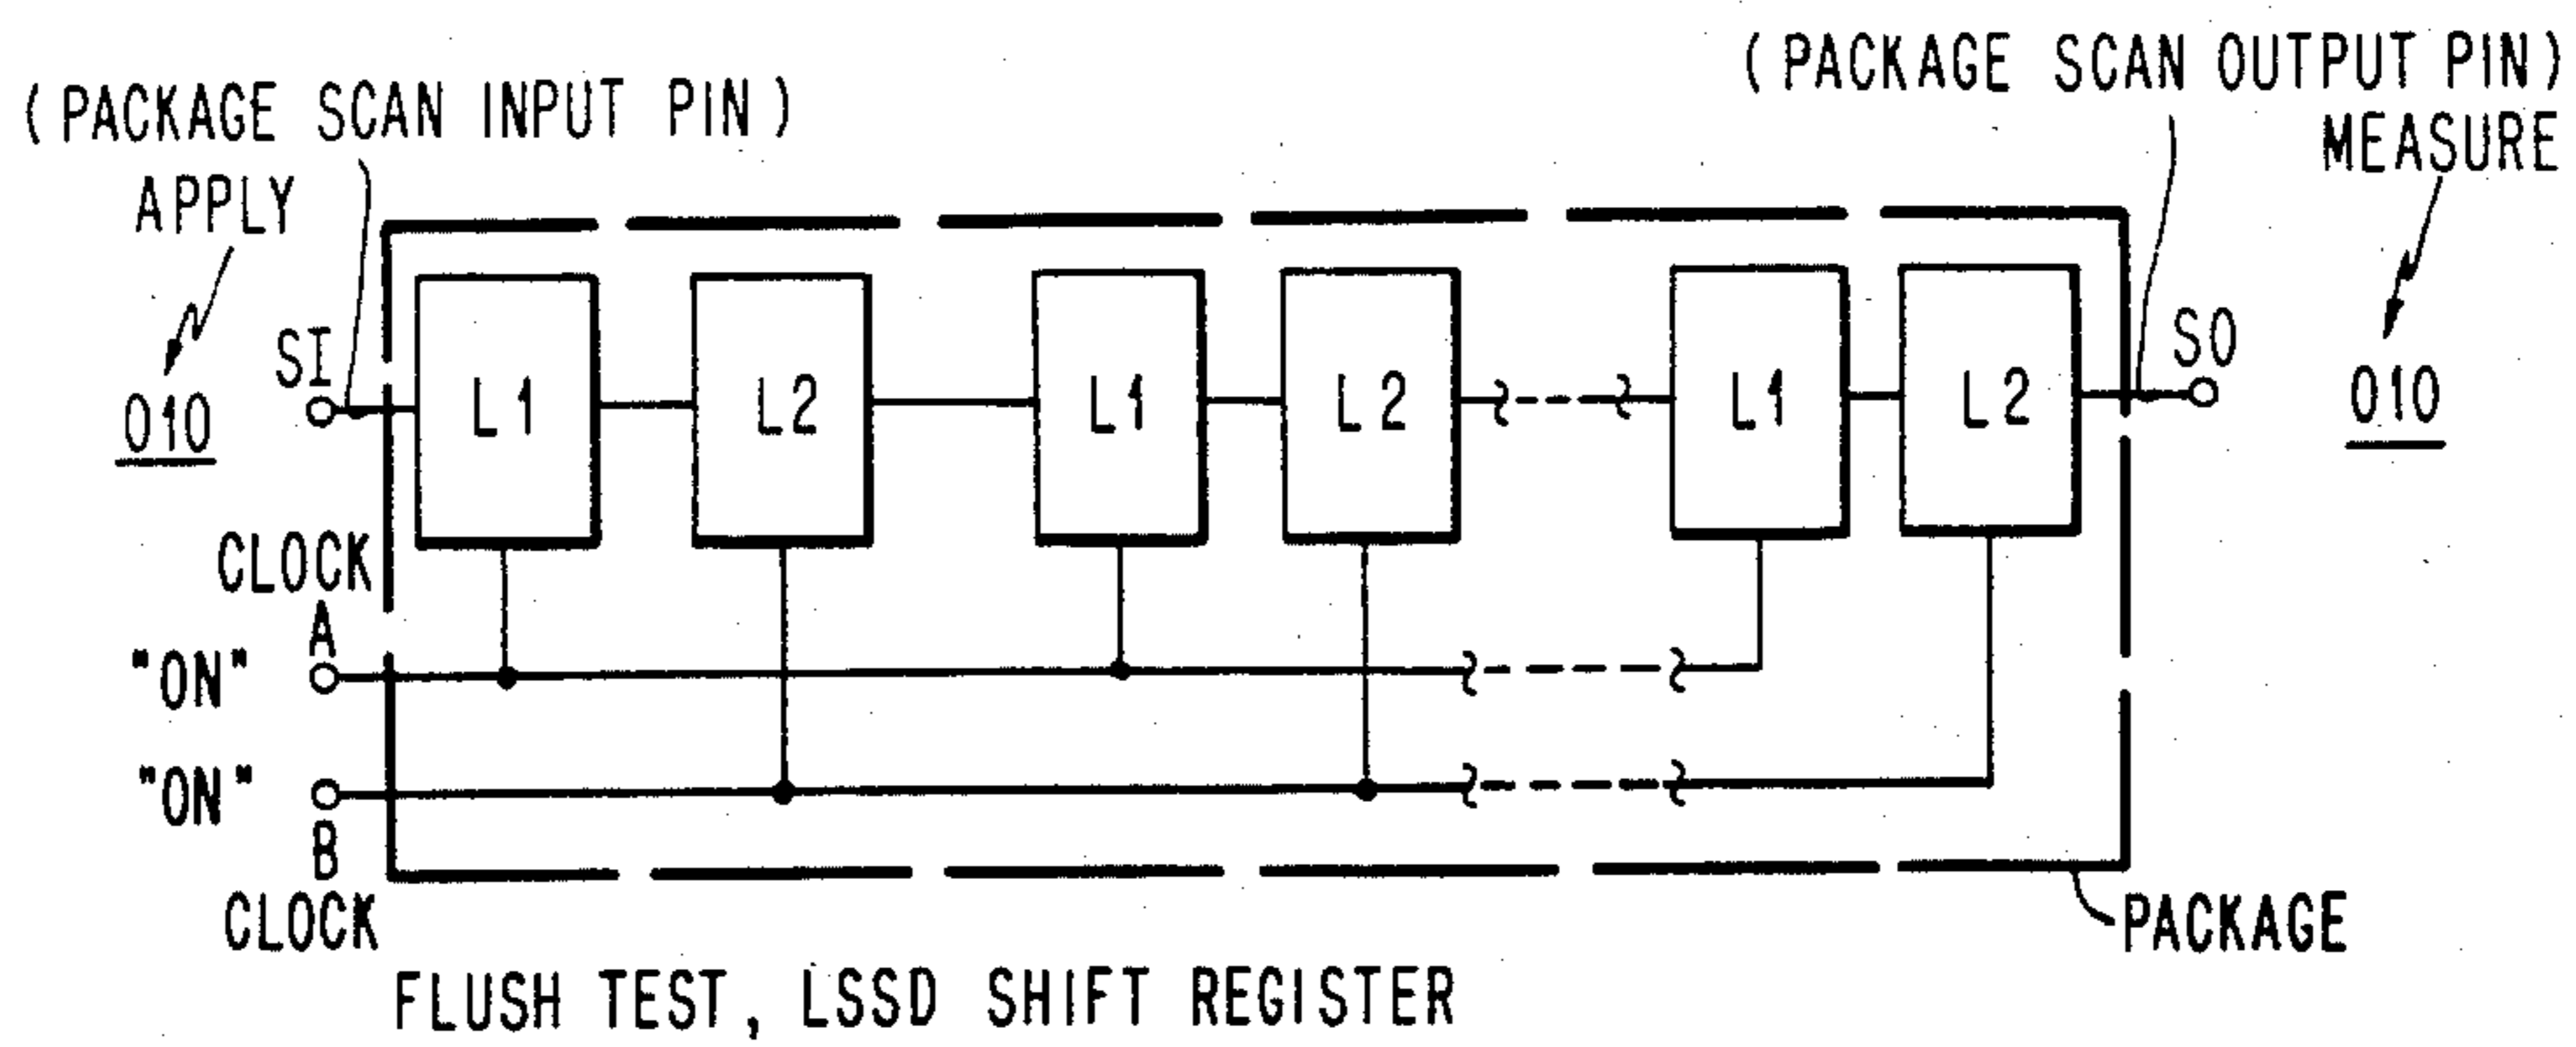 (PACKAGE SCAN INPUT PIN)
APPLY
010
SI
(PACKAGE SCAN OUTPUT PIN)
MEASURE
SO
010
L1
L2
L1
L2
L1
L2
CLOCK
A
"ON"
"ON"
B
CLOCK
PACKAGE
FLUSH TEST, LSSD SHIFT REGISTER